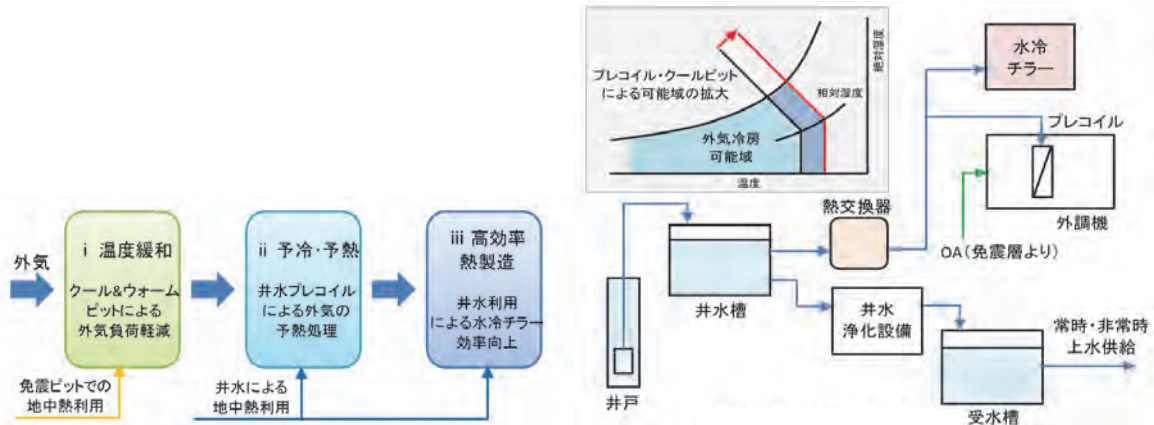 外気
i 温度緩和
クール&ウォーム
ピットによる
外気負荷軽減
免震ピットでの
地中熱利用
ii 予冷・予熱
井水プレコイル
による外気の
予熱処理
井水による
地中熱利用
iii 高効率
熱製造
井水利用
による水冷チラー
効率向上
プレコイル・クールピット
による可能域の拡大
相対湿度
絶対湿度
外気冷房
可能域
温度
水冷
チラー
プレコイル
外調機
OA(免震層より)
熱交換器
井水槽
井戸
井水
浄化設備
常時・非常時
上水供給
受水槽